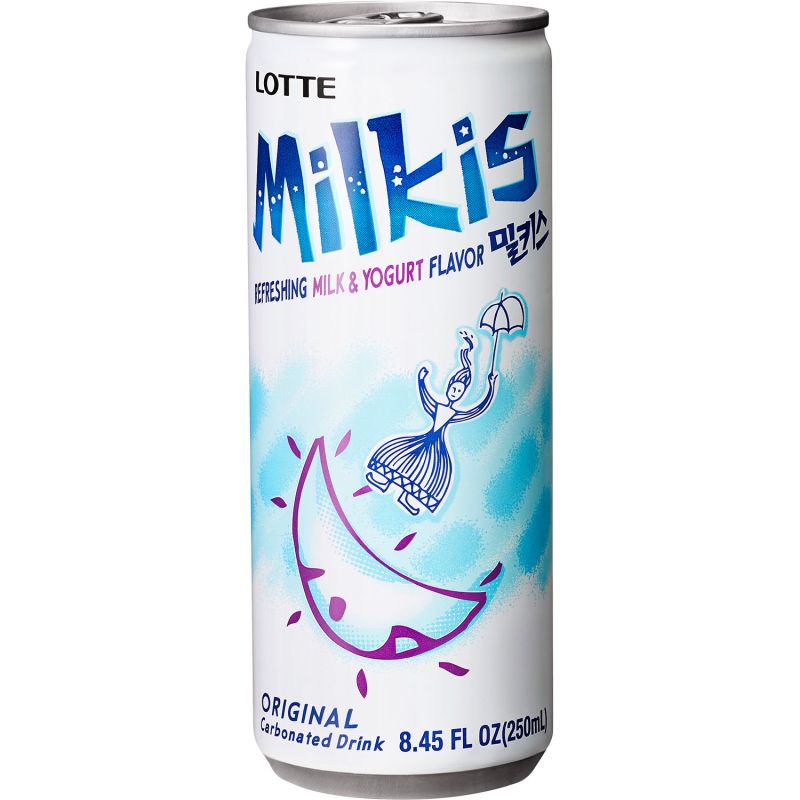 LOTTE
Milkis
밀키스
REFRESHING MILK & YOGURT FLAVOR
ORIGINAL
Carbonated Drink
8.45 FL OZ(250mL)